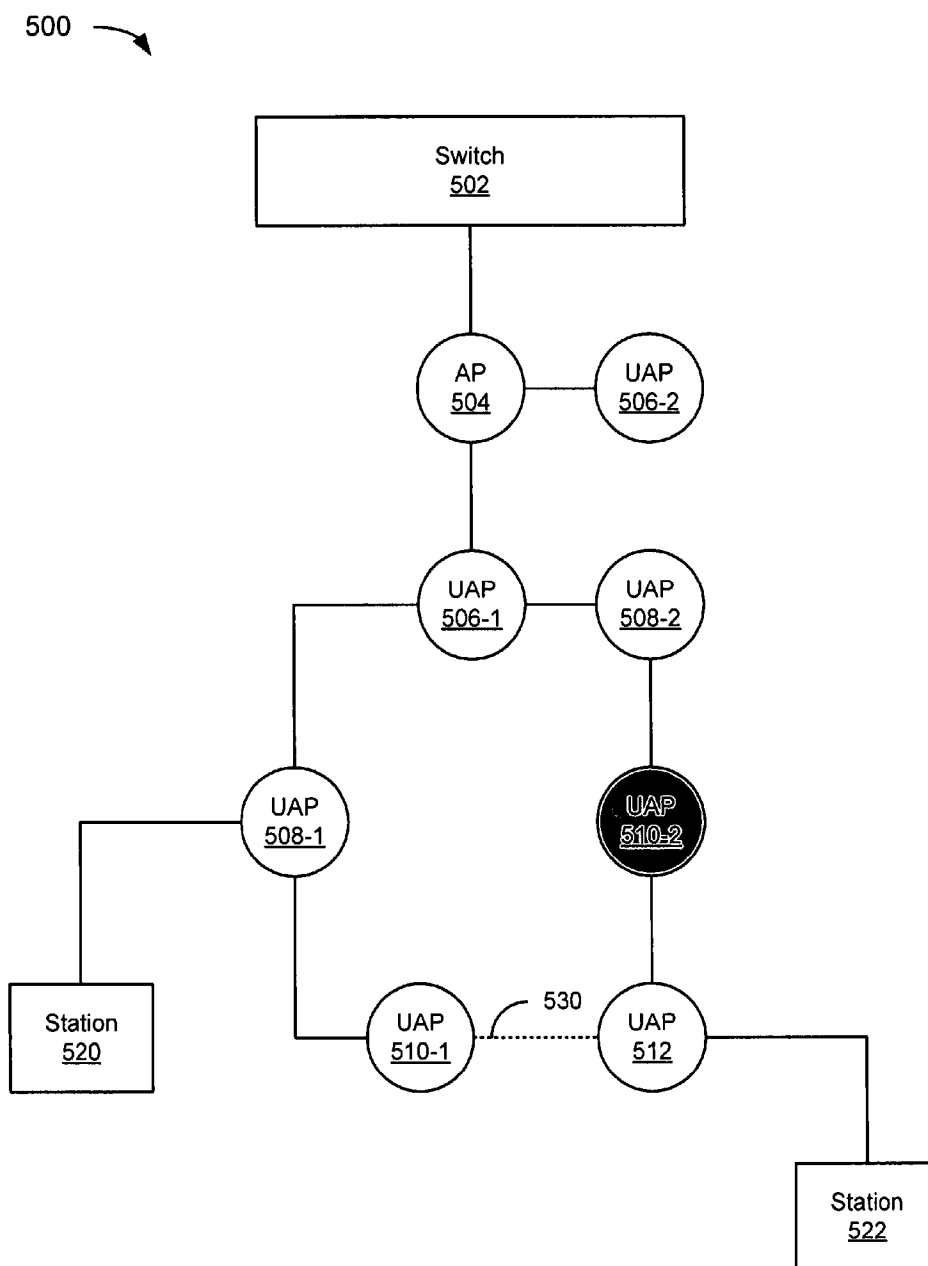 500
Switch
502
AP
504
UAP
506-2
UAP
506-1
UAP
508-2
UAP
508-1
UAP
510-2
Station
520
UAP
510-1
530
UAP
512
Station
522